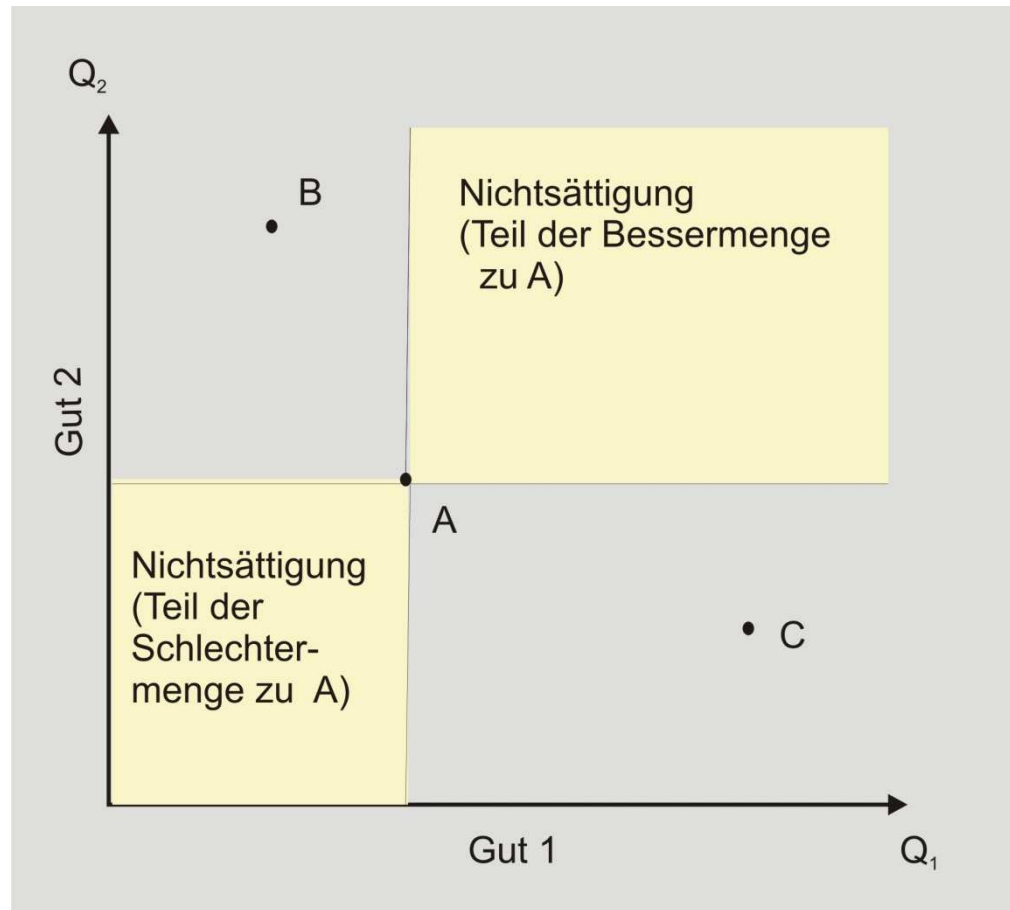 Q₂
B
Nichtsättigung
(Teil der Bessermenge
zu A)
Gut 2
A
Nichtsättigung
(Teil der
Schlechter-
menge zu A)
C
Gut 1
Q₁